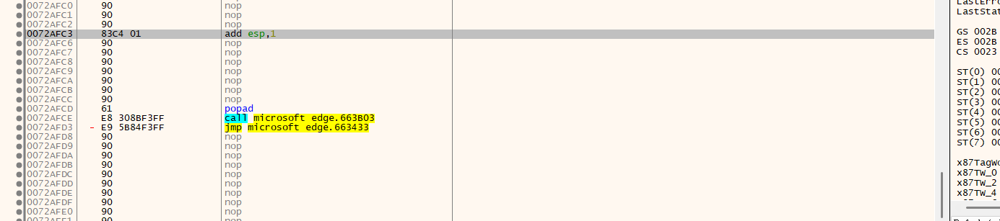 0072AFC0 90 nop
0072AFC1 90 nop
0072AFC2 90 nop
0072AFC3 83C4 01 add esp,1
0072AFC6 90 nop
0072AFC7 90 nop
0072AFC8 90 nop
0072AFC9 90 nop
0072AFCA 90 nop
0072AFCB 90 nop
0072AFCC 90 nop
0072AFCD 61 popad
0072AFCE E8 308BF3FF call microsoft edge.663B03
0072AFD3 - E9 5B84F3FF jmp microsoft edge.663433
0072AFD8 90 nop
0072AFD9 90 nop
0072AFDA 90 nop
0072AFDB 90 nop
0072AFDC 90 nop
0072AFDD 90 nop
0072AFDE 90 nop
0072AFDF 90 nop
0072AFE0 90 nop
LastErro
LastStat
GS 002B
ES 002B
CS 0023
ST(0) 00
ST(1) 00
ST(2) 00
ST(3) 00
ST(4) 00
ST(5) 00
ST(6) 00
ST(7) 00
x87TagWo
x87TW_0
x87TW_2
x87TW_4